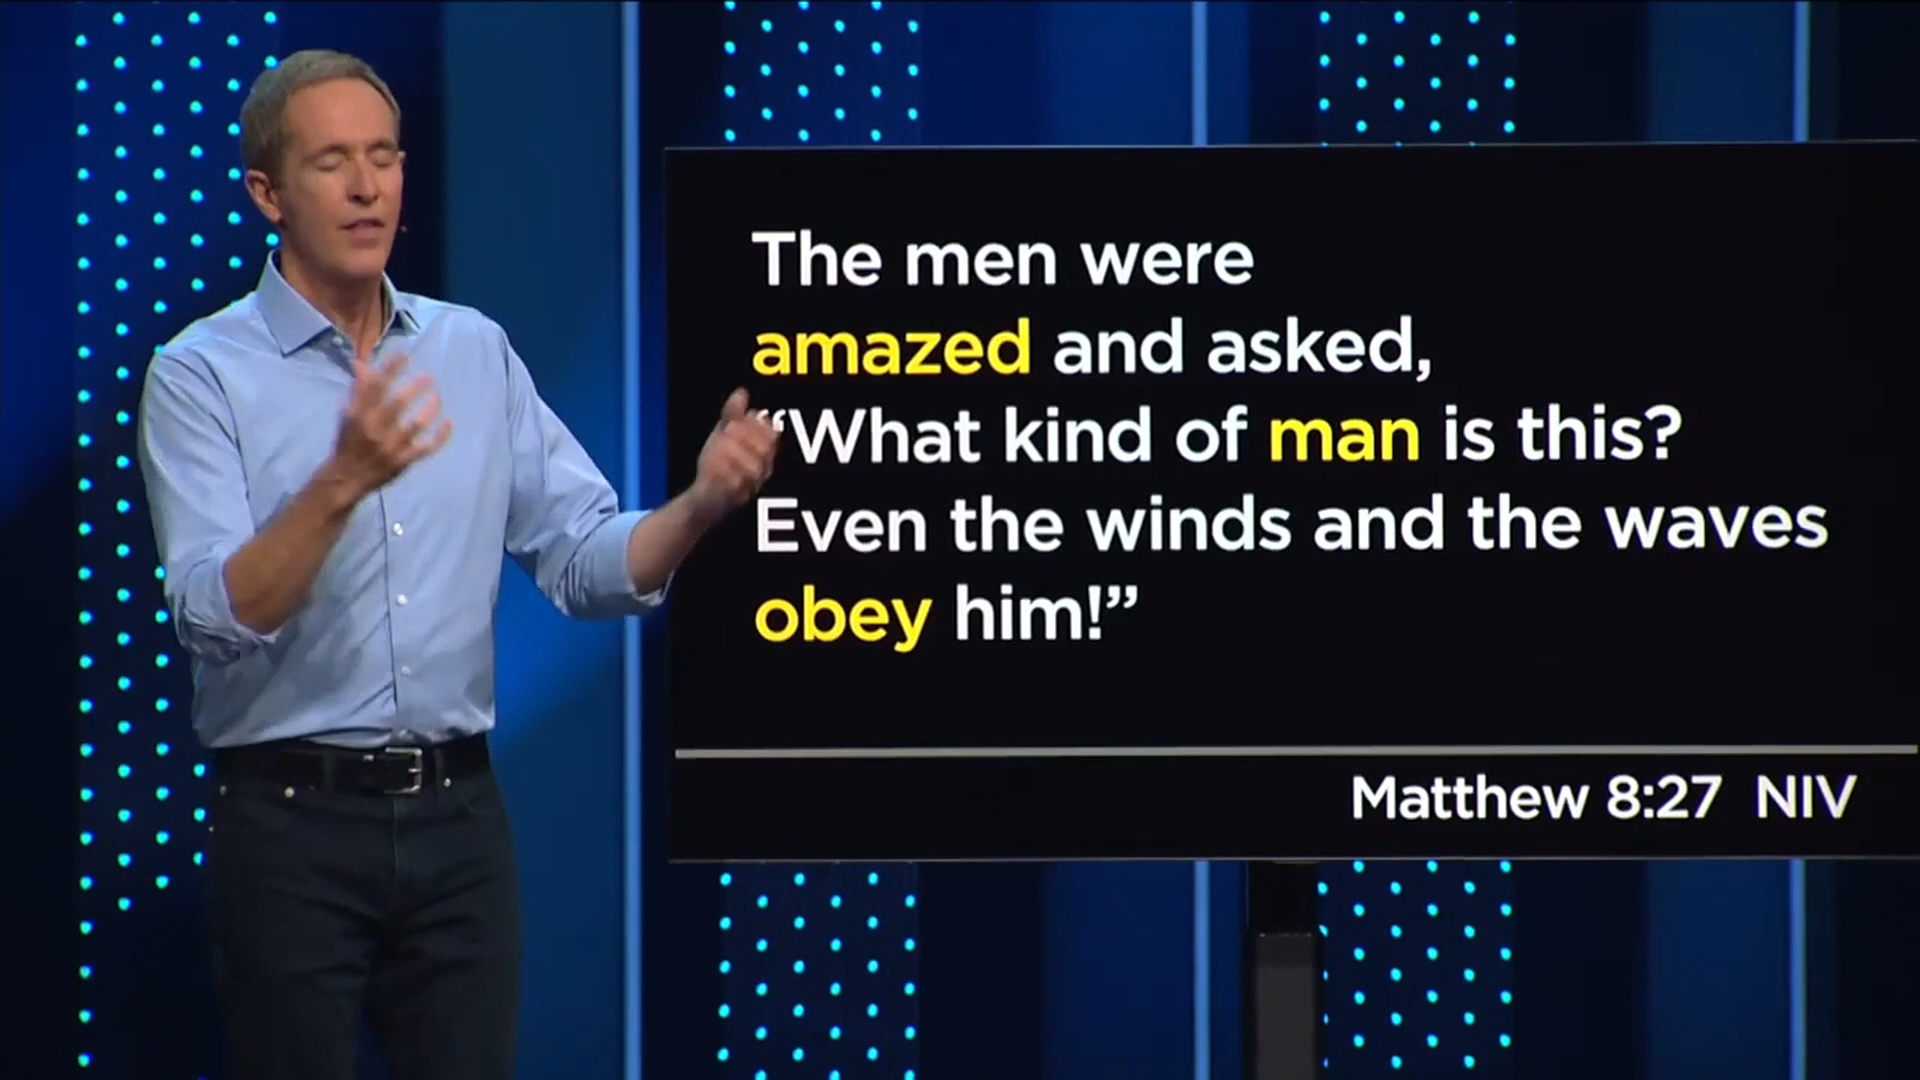 The men were
amazed and asked,
“What kind of man is this?
Even the winds and the waves
obey him!”
Matthew 8:27 NIV